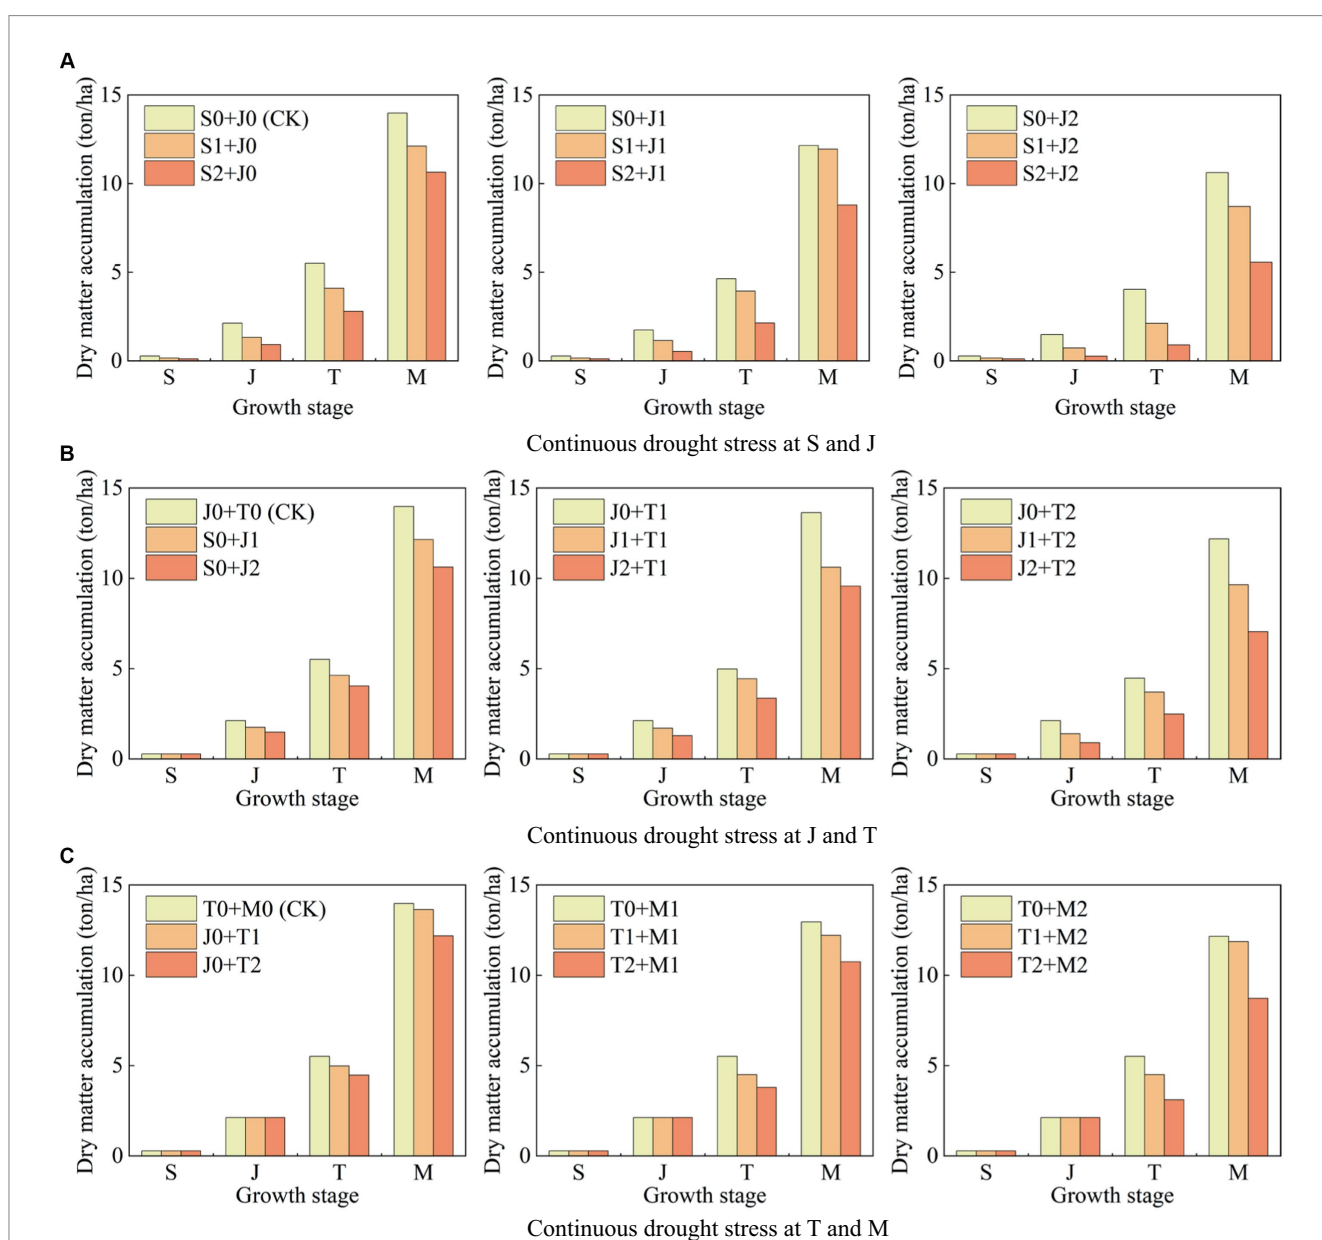 A
Dry matter accumulation (ton/ha)
15
10
5
0
S0+J0 (CK)
S1+J0
S2+J0
S J T M
Growth stage
Dry matter accumulation (ton/ha)
15
10
5
0
S0+J1
S1+J1
S2+J1
S J T M
Growth stage
Dry matter accumulation (ton/ha)
15
10
5
0
S0+J2
S1+J2
S2+J2
S J T M
Growth stage
Continuous drought stress at S and J
B
Dry matter accumulation (ton/ha)
15
10
5
0
J0+T0 (CK)
S0+J1
S0+J2
S J T M
Growth stage
Dry matter accumulation (ton/ha)
15
10
5
0
J0+T1
J1+T1
J2+T1
S J T M
Growth stage
Dry matter accumulation (ton/ha)
15
10
5
0
J0+T2
J1+T2
J2+T2
S J T M
Growth stage
Continuous drought stress at J and T
C
Dry matter accumulation (ton/ha)
15
10
5
0
T0+M0 (CK)
J0+T1
J0+T2
S J T M
Growth stage
Dry matter accumulation (ton/ha)
15
10
5
0
T0+M1
T1+M1
T2+M1
S J T M
Growth stage
Dry matter accumulation (ton/ha)
15
10
5
0
T0+M2
T1+M2
T2+M2
S J T M
Growth stage
Continuous drought stress at T and M